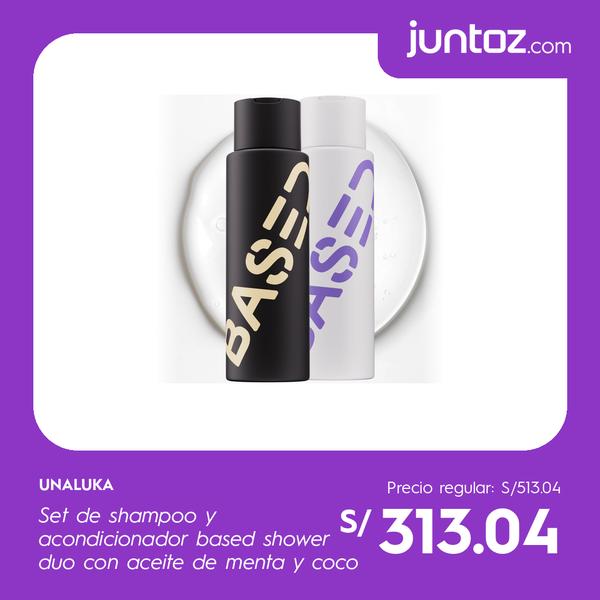 juntoz.com
BASED
BASED
UNALUKA
Set de shampoo y
acondicionador based shower
duo con aceite de menta y coco
Precio regular: S/513.04
S/ 313.04